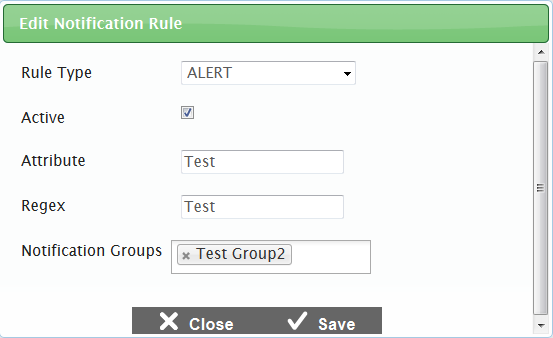 Edit Notification Rule
Rule Type ALERT
Active
Attribute Test
Regex Test
Notification Groups × Test Group2
Close Save